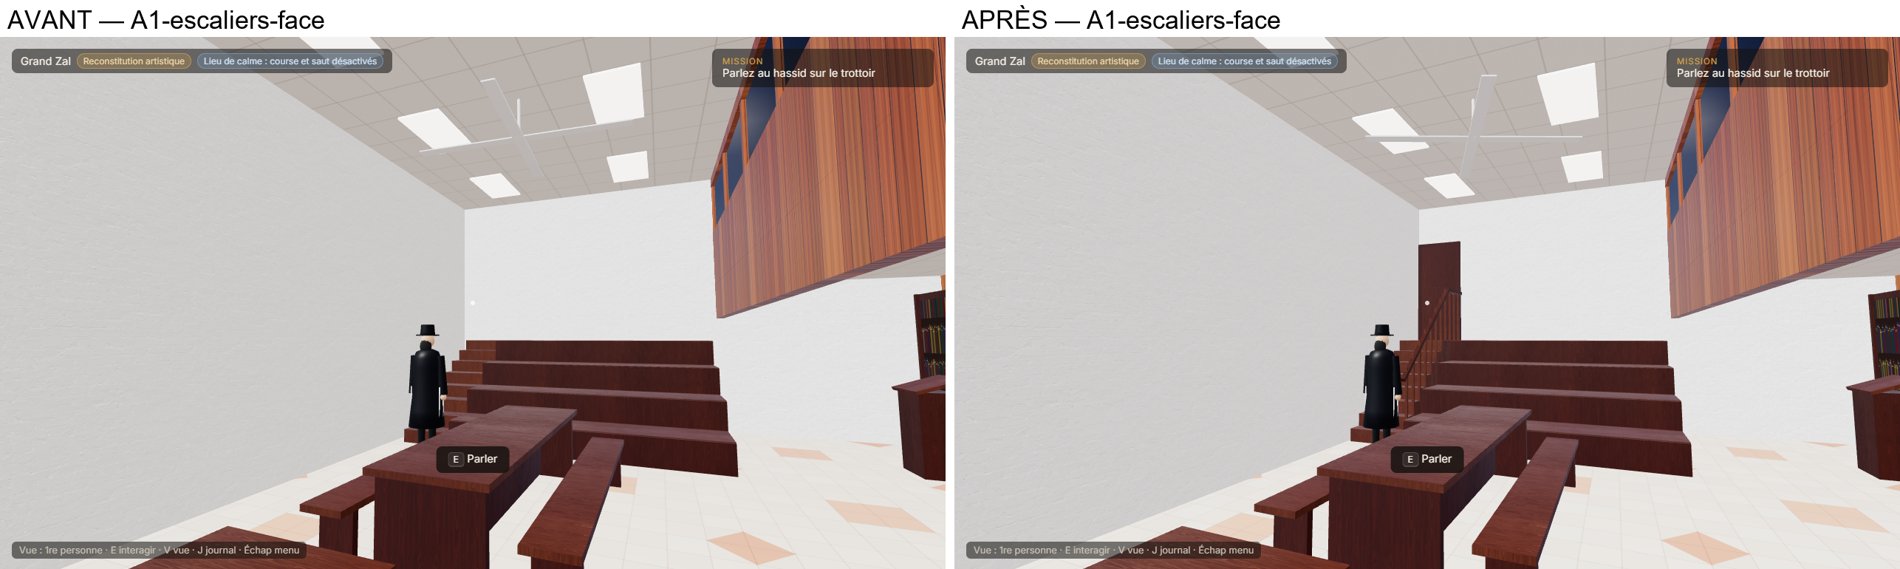 AVANT — A1-escaliers-face
Grand Zal Reconstitution artistique Lieu de calme : course et saut désactivés
MISSION
Parlez au hassid sur le trottoir
E Parler
Vue : 1re personne · E interagir · V vue · J journal · Échap menu
APRÈS — A1-escaliers-face
Grand Zal Reconstitution artistique Lieu de calme : course et saut désactivés
MISSION
Parlez au hassid sur le trottoir
E Parler
Vue : 1re personne · E interagir · V vue · J journal · Échap menu